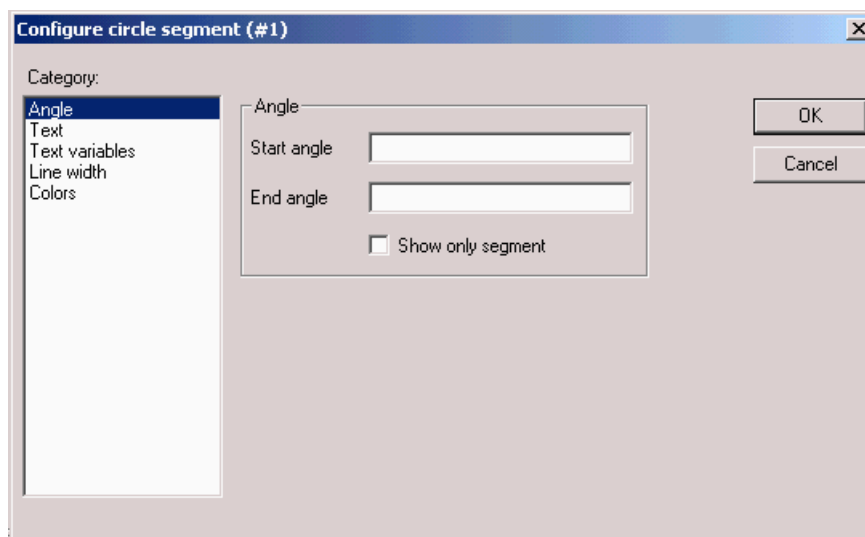 Configure circle segment (#1)
Category:
Angle
Text
Text variables
Line width
Colors
Angle
Start angle
End angle
Show only segment
OK
Cancel